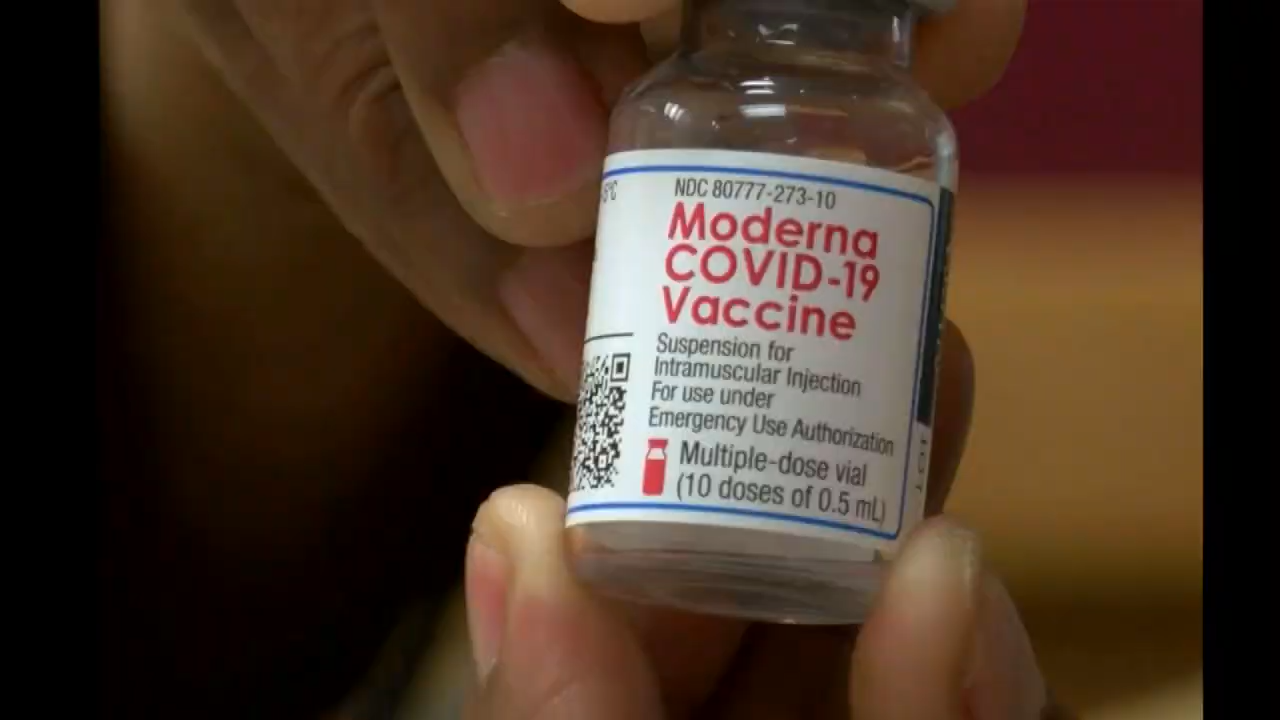 NDC 80777-273-10
Moderna
COVID-19
Vaccine
Suspension for
Intramuscular Injection
For use under
Emergency Use Authorization
Multiple-dose vial
(10 doses of 0.5 mL)